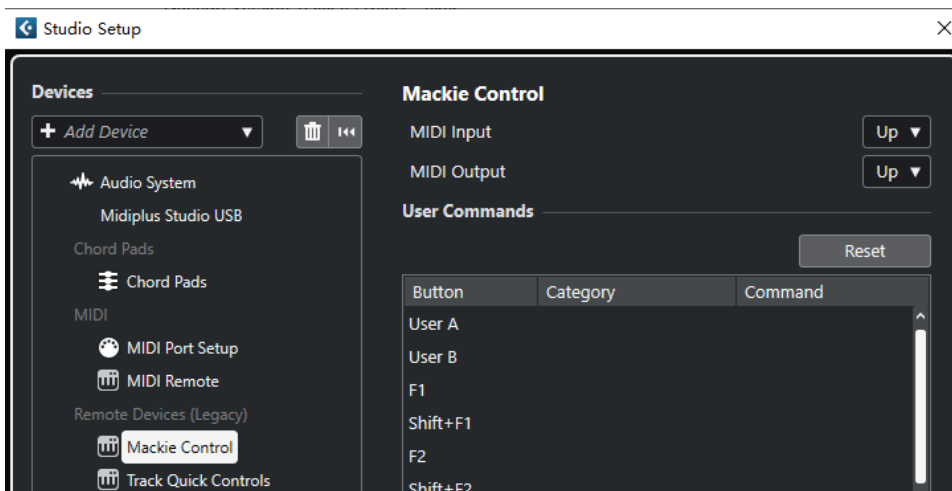 Studio Setup
Devices
Add Device
Audio System
Midiplus Studio USB
Chord Pads
Chord Pads
MIDI
MIDI Port Setup
MIDI Remote
Remote Devices (Legacy)
Mackie Control
Track Quick Controls
Mackie Control
MIDI Input Up
MIDI Output Up
User Commands
Reset
Button Category Command
User A
User B
F1
Shift+F1
F2
Shift+F2